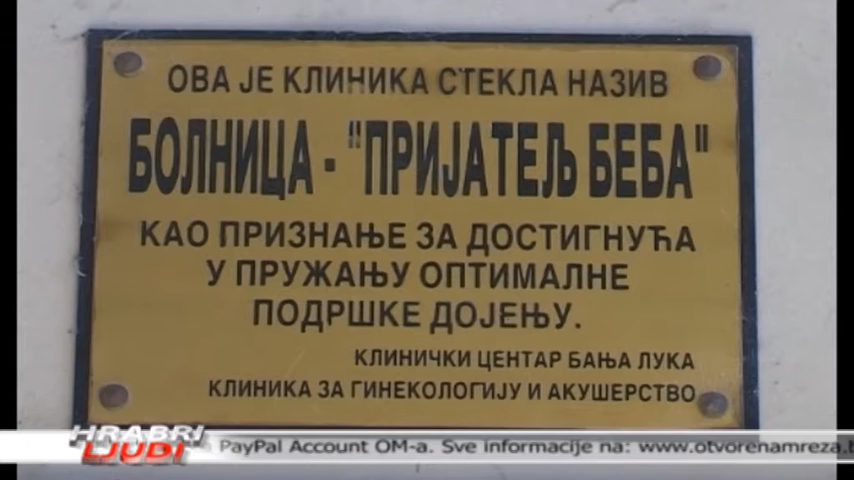 ОВА ЈЕ КЛИНИКА СТЕКЛА НАЗИВ
БОЛНИЦА - "ПРИЈАТЕЉ БЕБА"
КАО ПРИЗНАЊЕ ЗА ДОСТИГНУЋА
У ПРУЖАЊУ ОПТИМАЛНЕ
ПОДРШКЕ ДОЈЕЊУ.
КЛИНИЧКИ ЦЕНТАР БАЊА ЛУКА
КЛИНИКА ЗА ГИНЕКОЛОГИЈУ И АКУШЕРСТВО
HRABRI
LJUDI
PayPal Account OM-a. Sve informacije na: www.otvorenamreza.